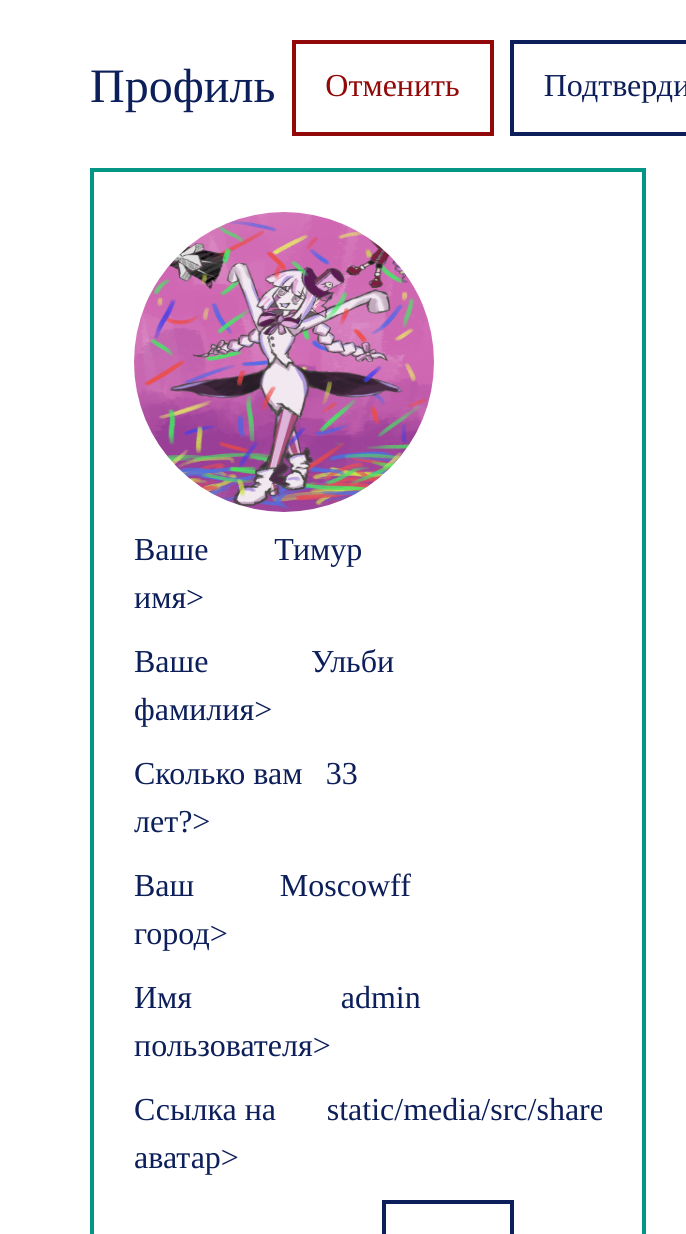 Профиль Отменить Подтверди
Ваше Тимур
имя>
Ваше Ульби
фамилия>
Сколько вам 33
лет?>
Ваш Moscowff
город>
Имя admin
пользователя>
Ссылка на static/media/src/share
аватар>